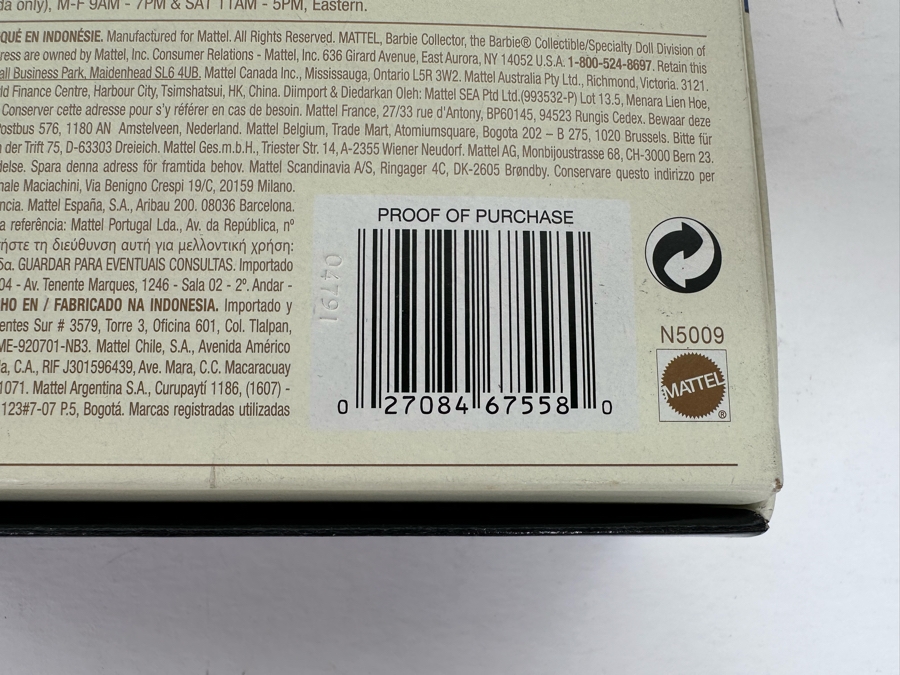 da only), M-F 9AM - 7PM & SAT 11AM - 5PM, Eastern.
QUÉ EN INDONÉSIE. Manufactured for Mattel. All Rights Reserved. MATTEL, Barbie Collector, the Barbie® Collectible/Specialty Doll Division of
ress are owned by Mattel, Inc. Consumer Relations - Mattel, Inc. 636 Girard Avenue, East Aurora, NY 14052 U.S.A. 1-800-524-8697. Retain this
all Business Park, Maidenhead SL6 4UB. Mattel Canada Inc., Mississauga, Ontario L5R 3W2. Mattel Australia Pty Ltd., Richmond, Victoria. 3121.
ld Finance Centre, Harbour City, Tsimshatsui, HK, China. Diimport & Diedarkan Oleh: Mattel SEA Ptd Ltd.(993532-P) Lot 13.5, Menara Lien Hoe,
Conserver cette adresse pour s'y référer en cas de besoin. Mattel France, 27/33 rue d'Antony, BP60145, 94523 Rungis Cedex. Bewaar deze
Postbus 576, 1180 AN Amstelveen, Nederland. Mattel Belgium, Trade Mart, Atomiumsquare, Bogota 202 – B 275, 1020 Brussels. Bitte für
n der Trift 75, D-63303 Dreieich. Mattel Ges.m.b.H., Triester Str. 14, A-2355 Wiener Neudorf. Mattel AG, Monbijoustrasse 68, CH-3000 Bern 23.
delse. Spara denna adress för framtida behov. Mattel Scandinavia A/S, Ringager 4C, DK-2605 Brøndby. Conservare questo indirizzo per
nale Maciachini, Via Benigno Crespi 19/C, 20159 Milano.
ncia. Mattel España, S.A., Aribau 200. 08036 Barcelona.
a referência: Mattel Portugal Lda., Av. da República, nº
ήστε τη διεύθυνση αυτή για μελλοντική χρήση:
δα. GUARDAR PARA EVENTUAIS CONSULTAS. Importado
04 - Av. Tenente Marques, 1246 - Sala 02 - 2º. Andar -
HO EN / FABRICADO NA INDONESIA. Importado y
entes Sur # 3579, Torre 3, Oficina 601, Col. Tlalpan,
ME-920701-NB3. Mattel Chile, S.A., Avenida Américo
la, C.A., RIF J301596439, Ave. Mara, C.C. Macaracuay
1071. Mattel Argentina S.A., Curupaytí 1186, (1607) -
123#7-07 P.5, Bogotá. Marcas registradas utilizadas
PROOF OF PURCHASE
0 27084 67558 0
N5009
MATTEL
®